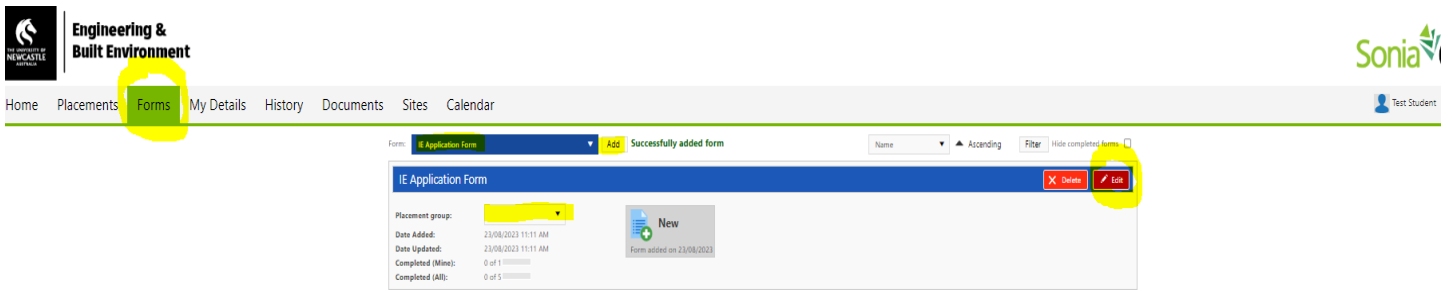 THE UNIVERSITY OF
NEWCASTLE
AUSTRALIA
Engineering &
Built Environment
Sonia
Home Placements Forms My Details History Documents Sites Calendar
Test Student
Form: IE Application Form Add Successfully added form Name Ascending Filter Hide completed forms
IE Application Form Delete Edit
Placement group:
New
Date Added: 23/08/2023 11:11 AM
Date Updated: 23/08/2023 11:11 AM Form added on 23/08/2023
Completed (Mine): 0 of 1
Completed (All): 0 of 5